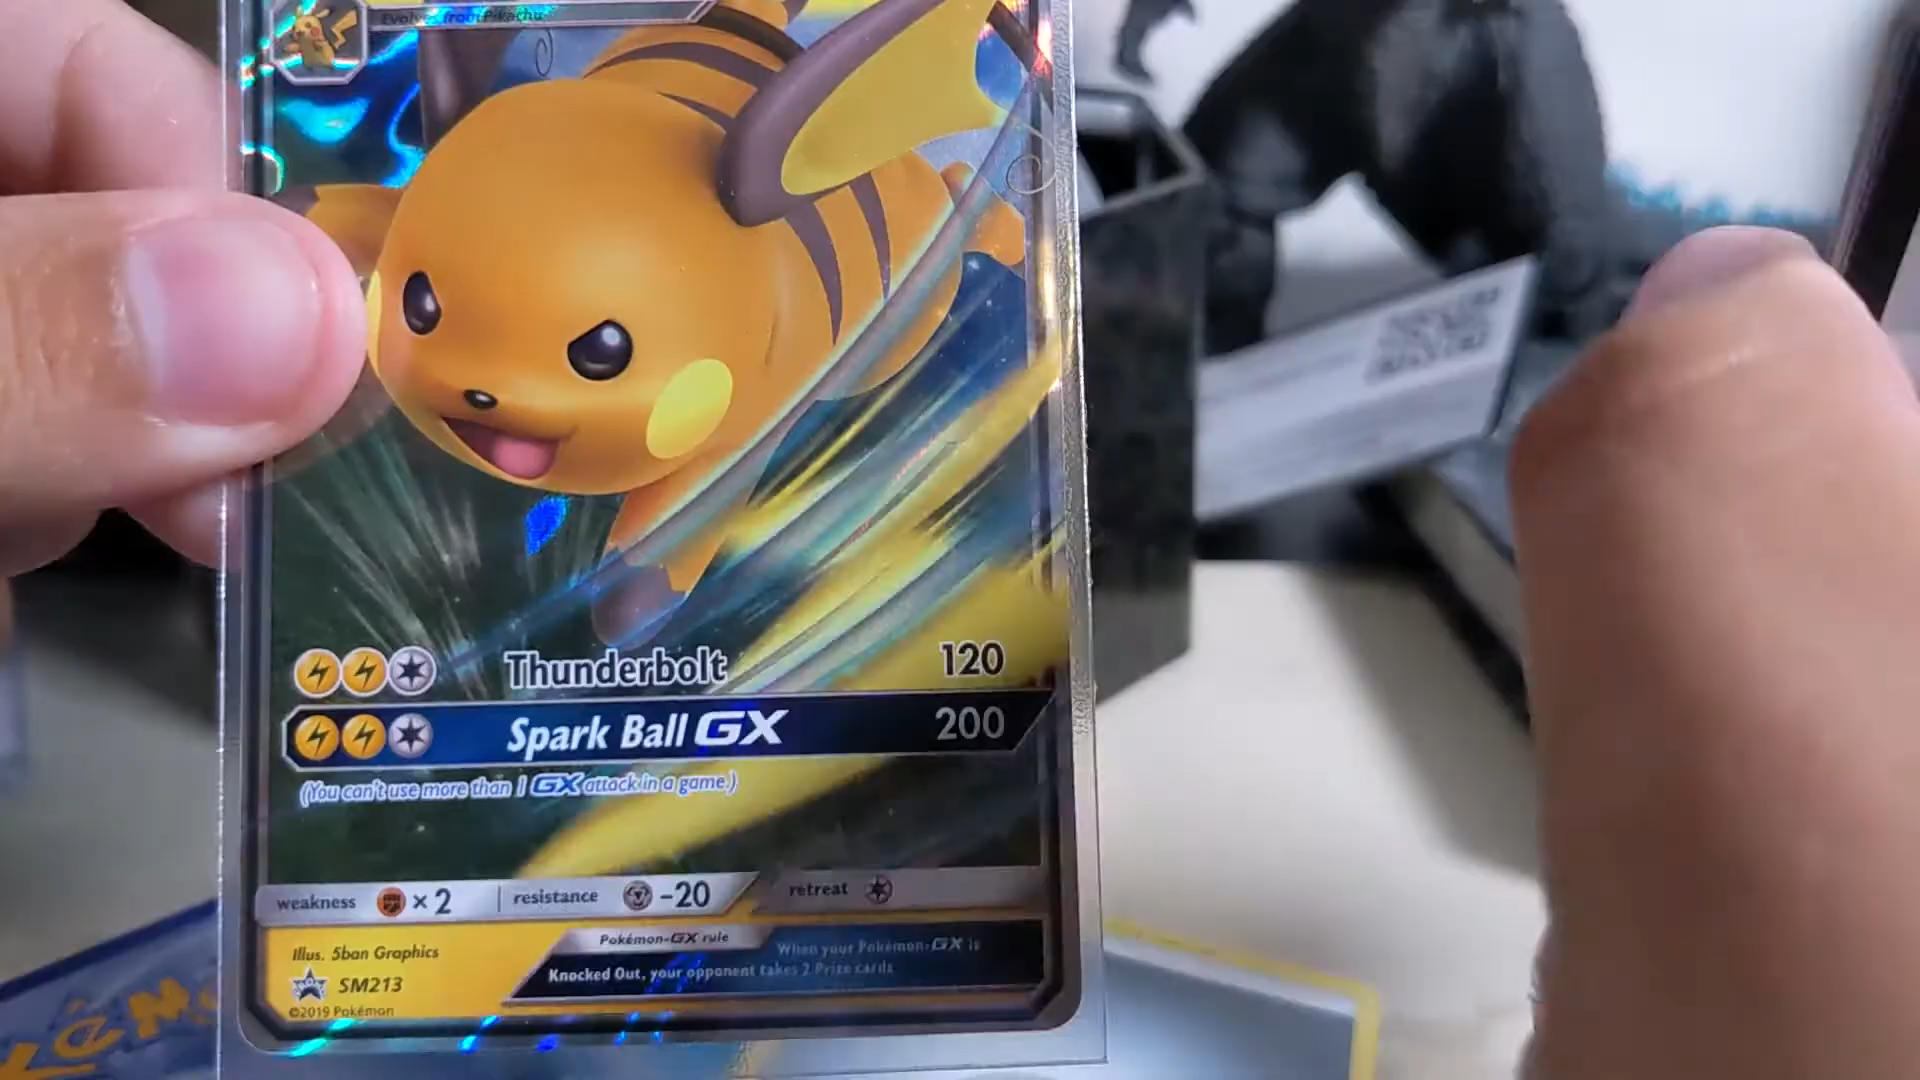 Evolves from Pikachu
Thunderbolt 120
Spark Ball GX 200
(You can't use more than 1 GX attack in a game.)
weakness ×2 resistance -20 retreat
Illus. 5ban Graphics
Pokémon-GX rule
When your Pokémon-GX is
Knocked Out, your opponent takes 2 Prize cards
SM213
©2019 Pokémon